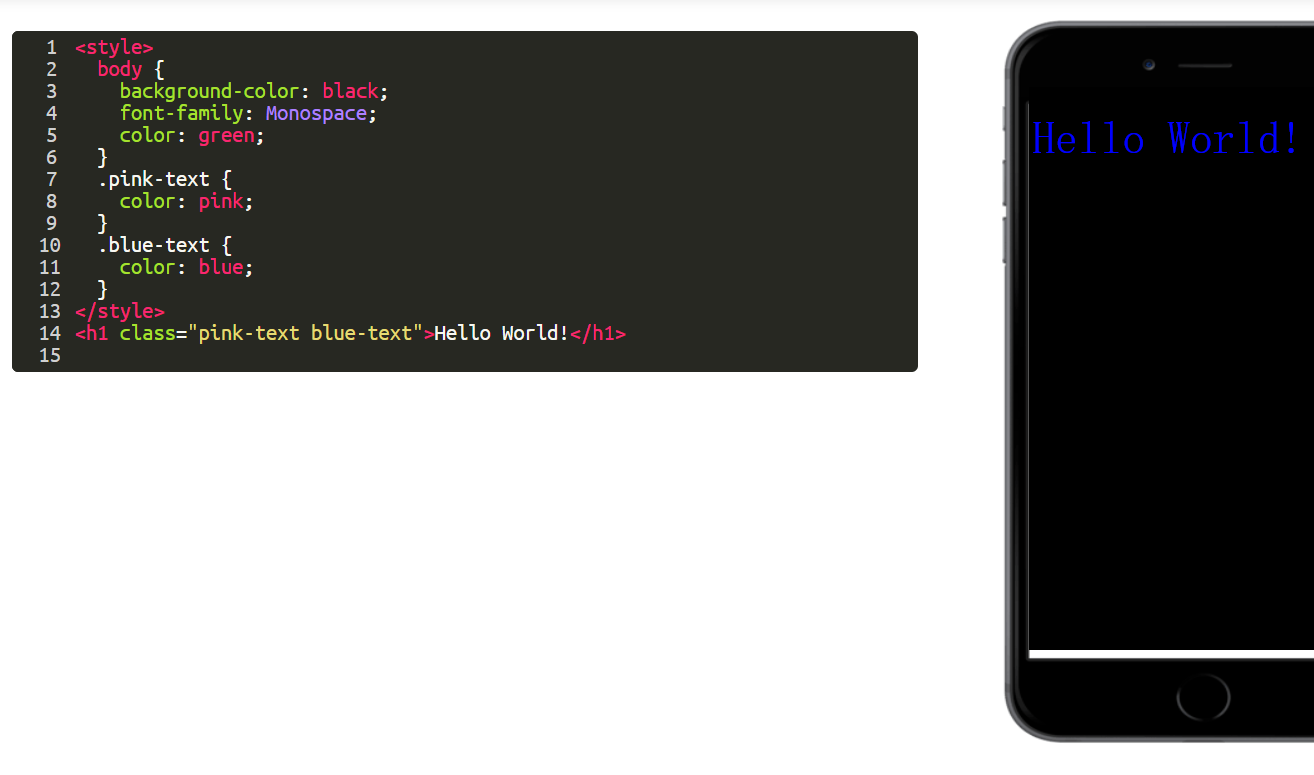 1 <style>
2   body {
3     background-color: black;
4     font-family: Monospace;
5     color: green;
6   }
7   .pink-text {
8     color: pink;
9   }
10   .blue-text {
11     color: blue;
12   }
13 </style>
14 <h1 class="pink-text blue-text">Hello World!</h1>
15
Hello World!